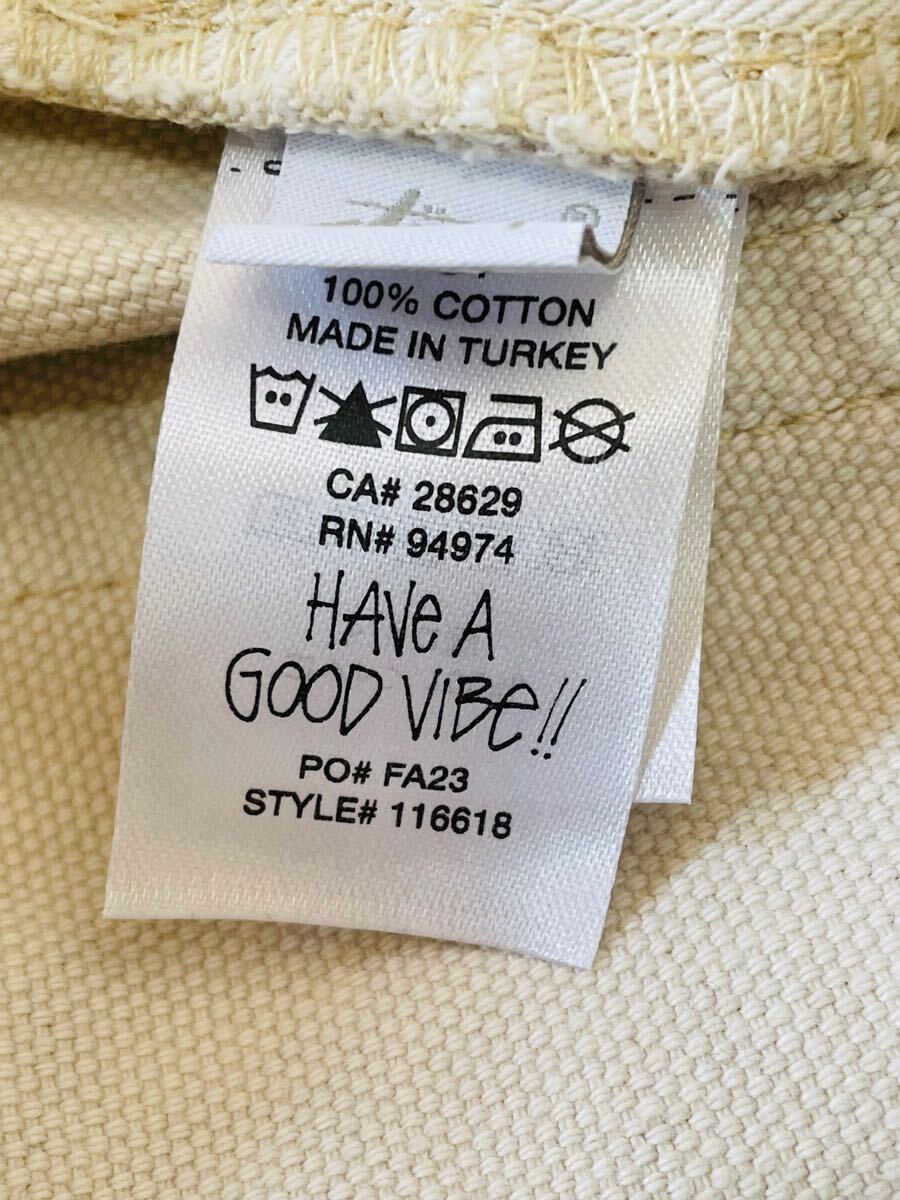 100% COTTON
MADE IN TURKEY
CA# 28629
RN# 94974
HAVe A
GOOD VIBe!!
PO# FA23
STYLE# 116618